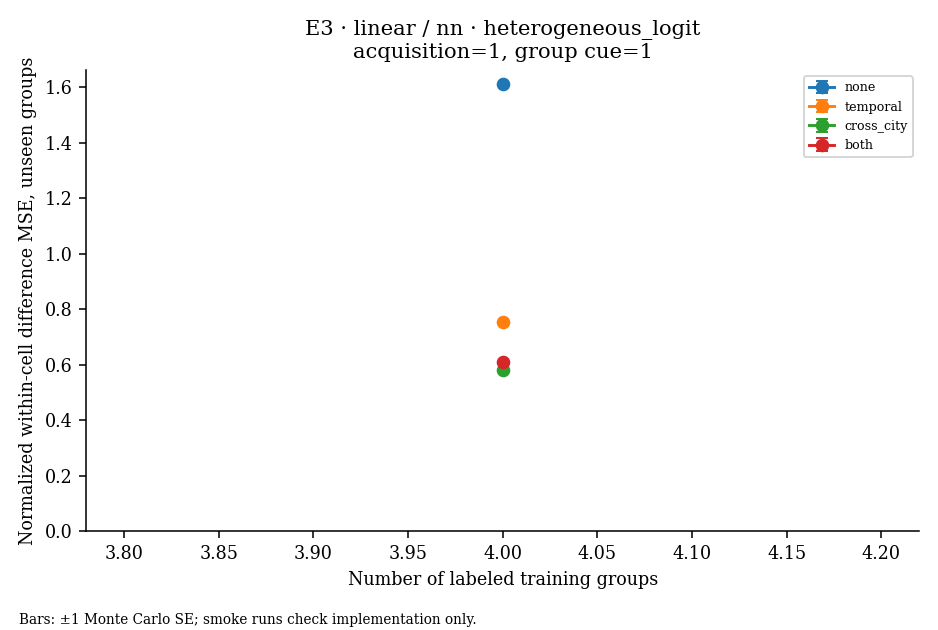 E3 · linear / nn · heterogeneous_logit
acquisition=1, group cue=1
Normalized within-cell difference MSE, unseen groups
1.6
1.4
1.2
1.0
0.8
0.6
0.4
0.2
0.0
none
temporal
cross_city
both
3.80 3.85 3.90 3.95 4.00 4.05 4.10 4.15 4.20
Number of labeled training groups
Bars: ±1 Monte Carlo SE; smoke runs check implementation only.